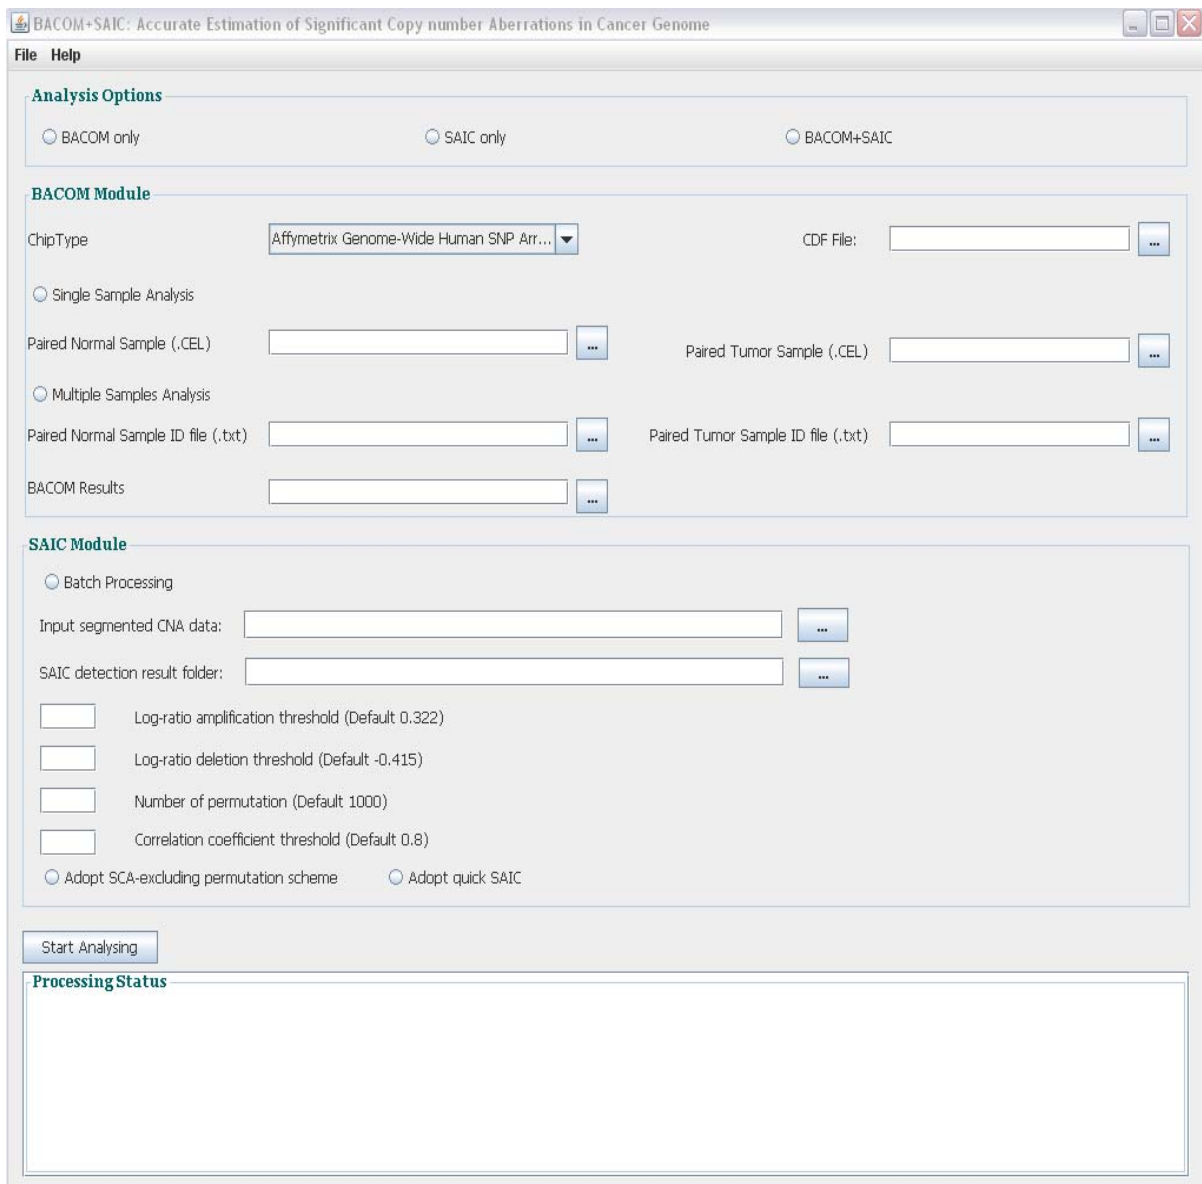 BACOM+SAIC: Accurate Estimation of Significant Copy number Aberrations in Cancer Genome
File Help
Analysis Options
BACOM only SAIC only BACOM+SAIC
BACOM Module
ChipType Affymetrix Genome-Wide Human SNP Arr... CDF File: ...
Single Sample Analysis
Paired Normal Sample (.CEL) ... Paired Tumor Sample (.CEL) ...
Multiple Samples Analysis
Paired Normal Sample ID file (.txt) ... Paired Tumor Sample ID file (.txt) ...
BACOM Results ...
SAIC Module
Batch Processing
Input segmented CNA data: ...
SAIC detection result folder: ...
Log-ratio amplification threshold (Default 0.322)
Log-ratio deletion threshold (Default -0.415)
Number of permutation (Default 1000)
Correlation coefficient threshold (Default 0.8)
Adopt SCA-excluding permutation scheme Adopt quick SAIC
Start Analysing
Processing Status